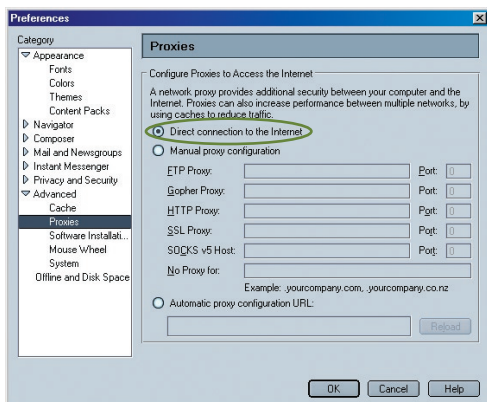 Preferences
Category
Appearance
Fonts
Colors
Themes
Content Packs
Navigator
Composer
Mail and Newsgroups
Instant Messenger
Privacy and Security
Advanced
Cache
Proxies
Software Installati...
Mouse Wheel
System
Offline and Disk Space
Proxies
Configure Proxies to Access the Internet
A network proxy provides additional security between your computer and the
Internet. Proxies can also increase performance between multiple networks, by
using caches to reduce traffic.
Direct connection to the Internet
Manual proxy configuration
FTP Proxy: Port: 0
Gopher Proxy: Port: 0
HTTP Proxy: Port: 0
SSL Proxy: Port: 0
SOCKS v5 Host: Port: 0
No Proxy for:
Example: .yourcompany.com, .yourcompany.co.nz
Automatic proxy configuration URL:
Reload
OK Cancel Help